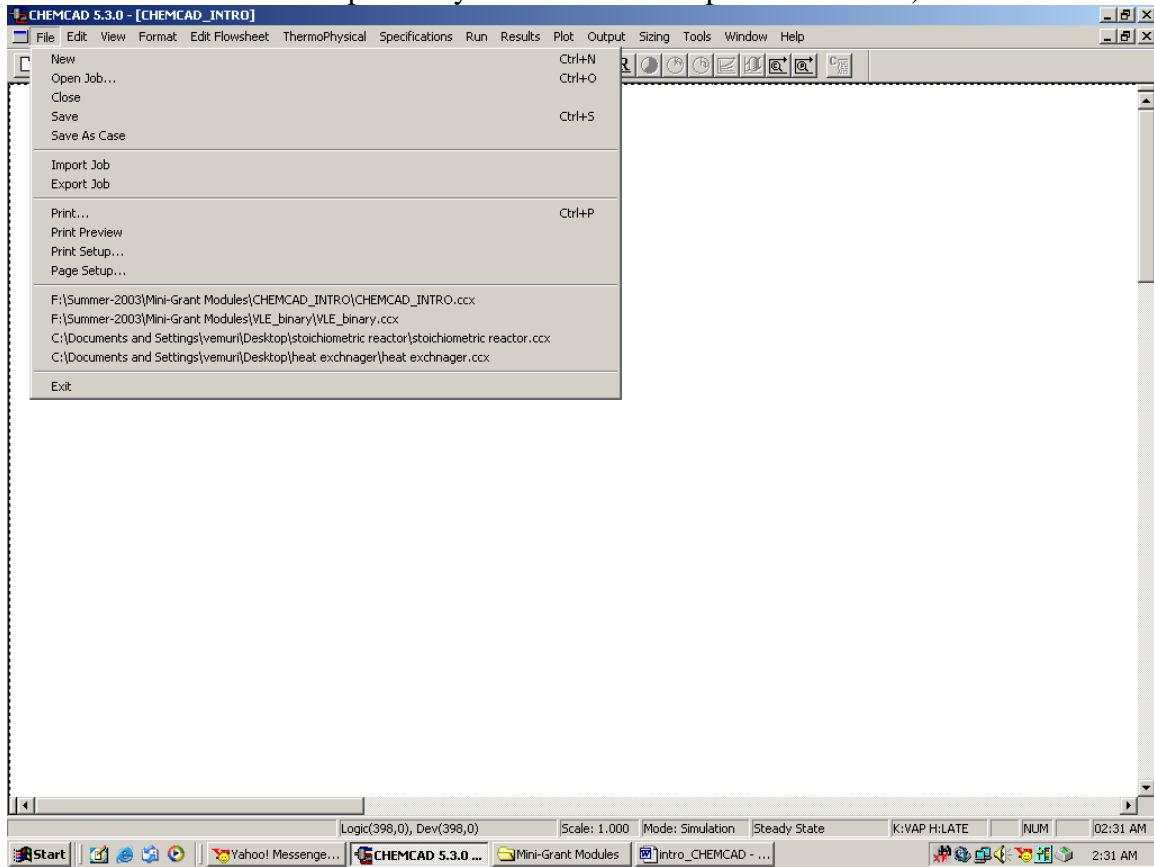 CHEMCAD 5.3.0 - [CHEMCAD_INTRO]
File Edit View Format Edit Flowsheet ThermoPhysical Specifications Run Results Plot Output Sizing Tools Window Help
New Ctrl+N
Open Job... Ctrl+O
Close
Save Ctrl+S
Save As Case
Import Job
Export Job
Print... Ctrl+P
Print Preview
Print Setup...
Page Setup...
F:\Summer-2003\Mini-Grant Modules\CHEMCAD_INTRO\CHEMCAD_INTRO.ccx
F:\Summer-2003\Mini-Grant Modules\VLE_binary\VLE_binary.ccx
C:\Documents and Settings\vemuri\Desktop\stoichiometric reactor\stoichiometric reactor.ccx
C:\Documents and Settings\vemuri\Desktop\heat exchnager\heat exchnager.ccx
Exit
Logic(398,0), Dev(398,0) Scale: 1.000 Mode: Simulation Steady State K:VAP H:LATE NUM 02:31 AM
Start Yahoo! Messenge... CHEMCAD 5.3.0 ... Mini-Grant Modules intro_CHEMCAD - ... 2:31 AM